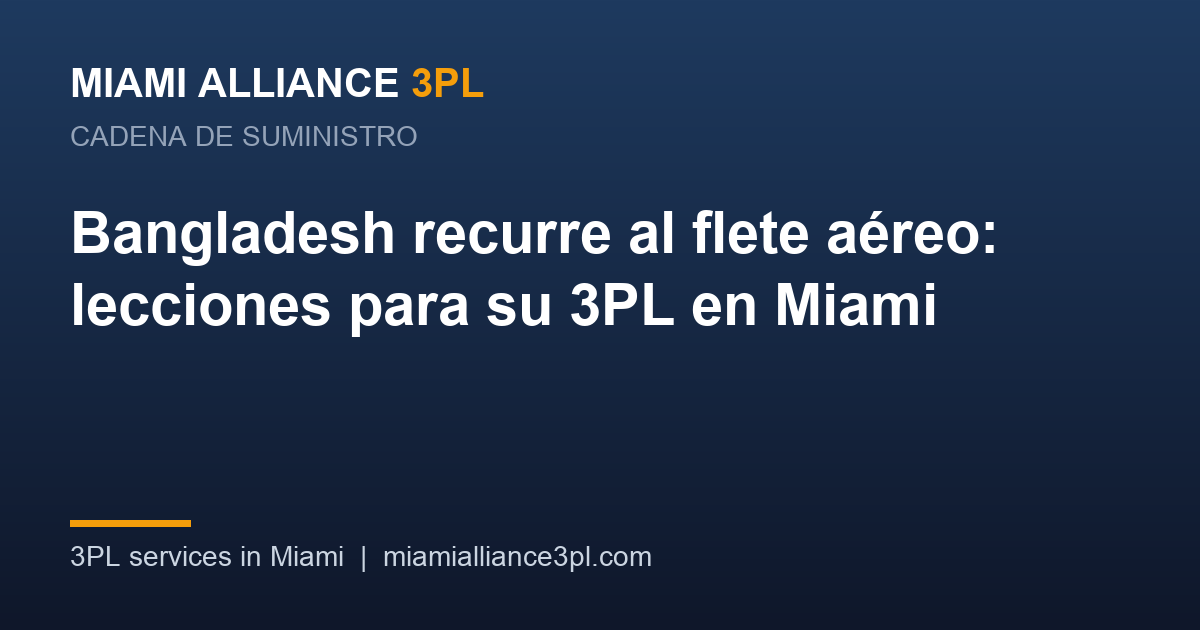 MIAMI ALLIANCE 3PL
CADENA DE SUMINISTRO
Bangladesh recurre al flete aéreo:
lecciones para su 3PL en Miami
3PL services in Miami | miamialliance3pl.com